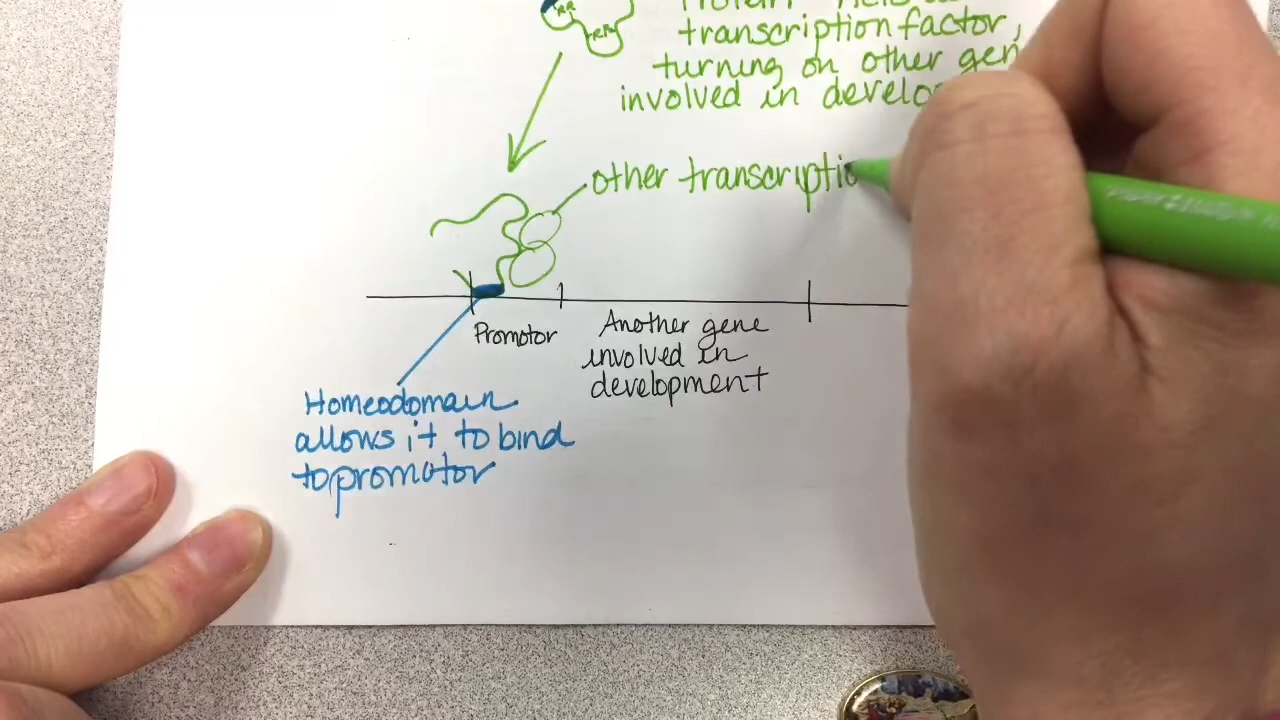 transcription factor,
turning on other gen
involved in develo
other transcriptio
Promotor
Another gene
involved in
development
Homeodomain
allows it to bind
to promotor